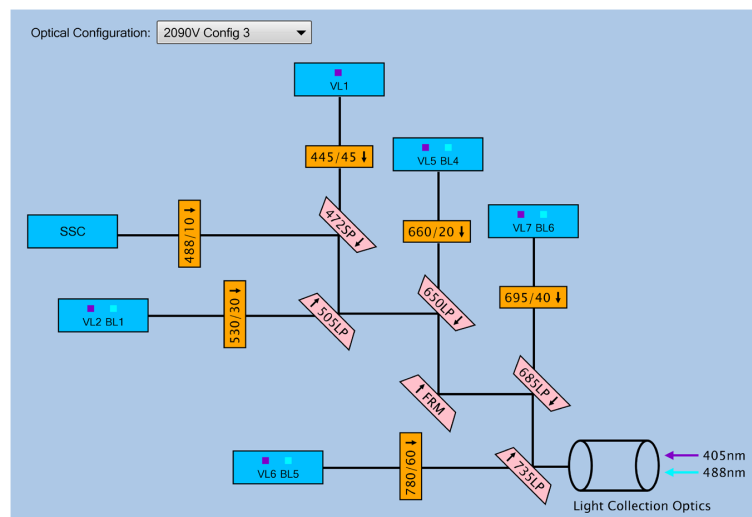 Optical Configuration: 2090V Config 3
VL1
445/45
VL5 BL4
472SP
SSC
488/10
660/20
VL7 BL6
650LP
695/40
VL2 BL1
530/30
505LP
FRM
685LP
VL6 BL5
780/60
735LP
405nm
488nm
Light Collection Optics